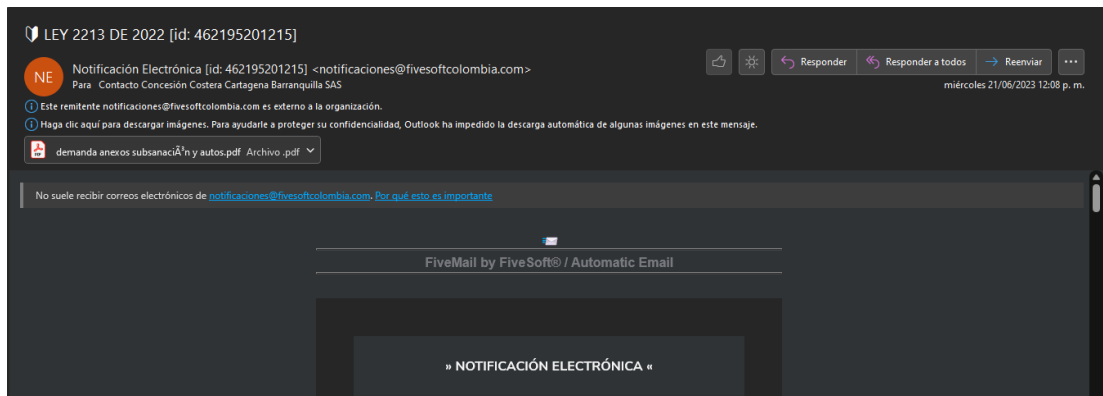 LEY 2213 DE 2022 [id: 462195201215]
NE
Notificación Electrónica [id: 462195201215] <notificaciones@fivesoftcolombia.com>
Para Contacto Concesión Costera Cartagena Barranquilla SAS
Responder
Responder a todos
Reenviar
miércoles 21/06/2023 12:08 p. m.
Este remitente notificaciones@fivesoftcolombia.com es externo a la organización.
Haga clic aquí para descargar imágenes. Para ayudarle a proteger su confidencialidad, Outlook ha impedido la descarga automática de algunas imágenes en este mensaje.
demanda anexos subsanaciÃ³n y autos.pdf Archivo .pdf
No suele recibir correos electrónicos de notificaciones@fivesoftcolombia.com. Por qué esto es importante
FiveMail by FiveSoft® / Automatic Email
» NOTIFICACIÓN ELECTRÓNICA «